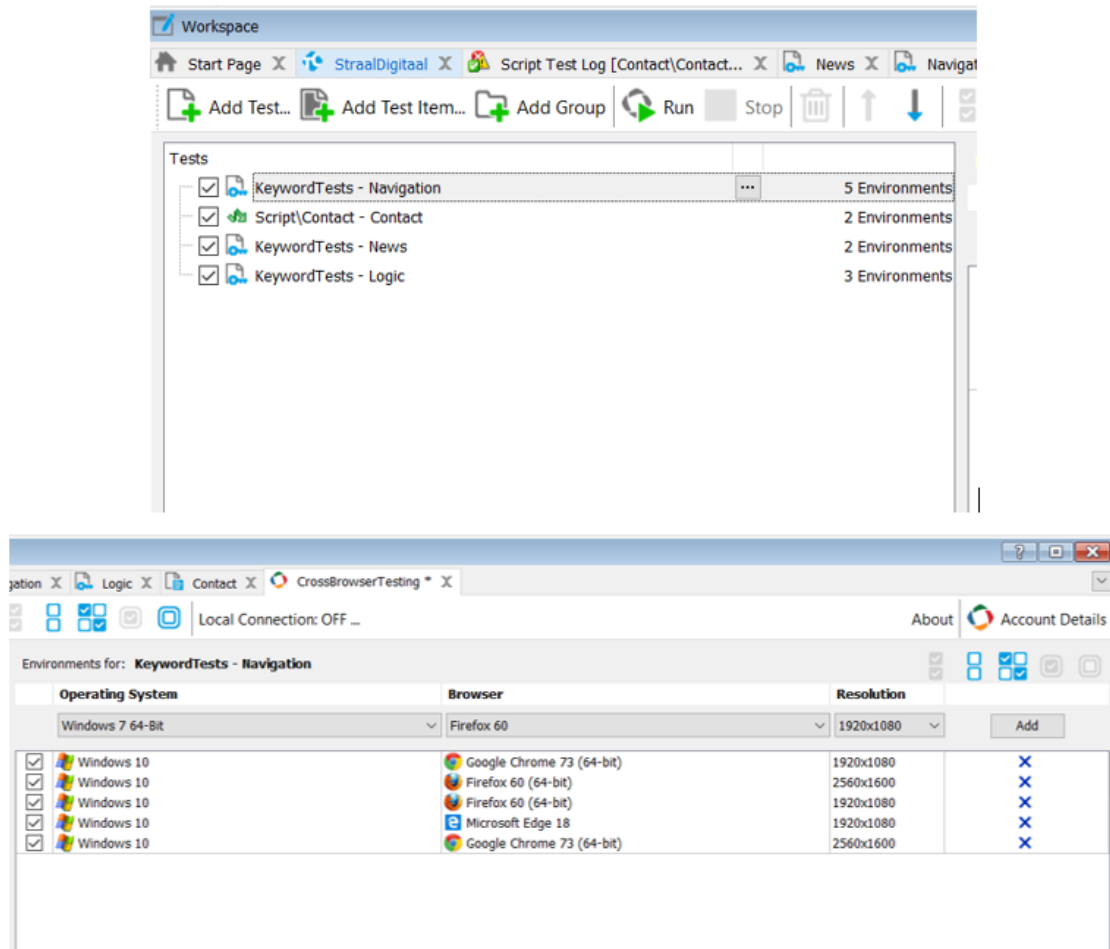 Workspace
Start Page X StraalDigitaal X Script Test Log [Contact\Contact... X News X Navigat
Add Test... Add Test Item... Add Group Run Stop
Tests
KeywordTests - Navigation ... 5 Environments
Script\Contact - Contact 2 Environments
KeywordTests - News 2 Environments
KeywordTests - Logic 3 Environments
gation X Logic X Contact X CrossBrowserTesting * X
Local Connection: OFF ... About Account Details
Environments for: KeywordTests - Navigation
Operating System Browser Resolution
Windows 7 64-Bit Firefox 60 1920x1080 Add
Windows 10 Google Chrome 73 (64-bit) 1920x1080
Windows 10 Firefox 60 (64-bit) 2560x1600
Windows 10 Firefox 60 (64-bit) 1920x1080
Windows 10 Microsoft Edge 18 1920x1080
Windows 10 Google Chrome 73 (64-bit) 2560x1600